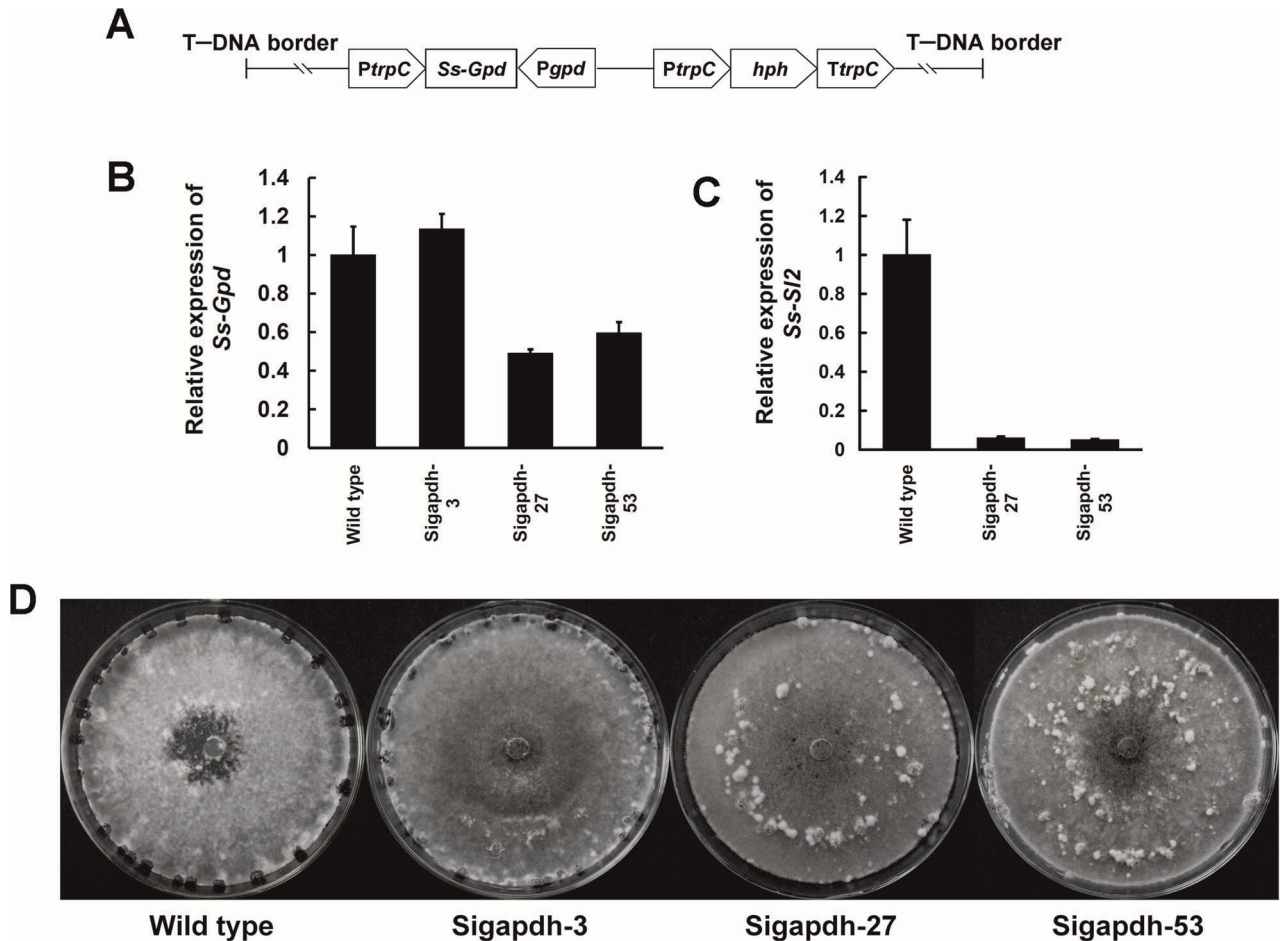 A
T–DNA border
T–DNA border
PtrpC
Ss-Gpd
Pgpd
PtrpC
hph
TtrpC
B
Relative expression of
Ss-Gpd
1.4
1.2
1
0.8
0.6
0.4
0.2
0
Wild type
Sigapdh-
3
Sigapdh-
27
Sigapdh-
53
C
Relative expression of
Ss-Sl2
1.4
1.2
1
0.8
0.6
0.4
0.2
0
Wild type
Sigapdh-
27
Sigapdh-
53
D
Wild type
Sigapdh-3
Sigapdh-27
Sigapdh-53